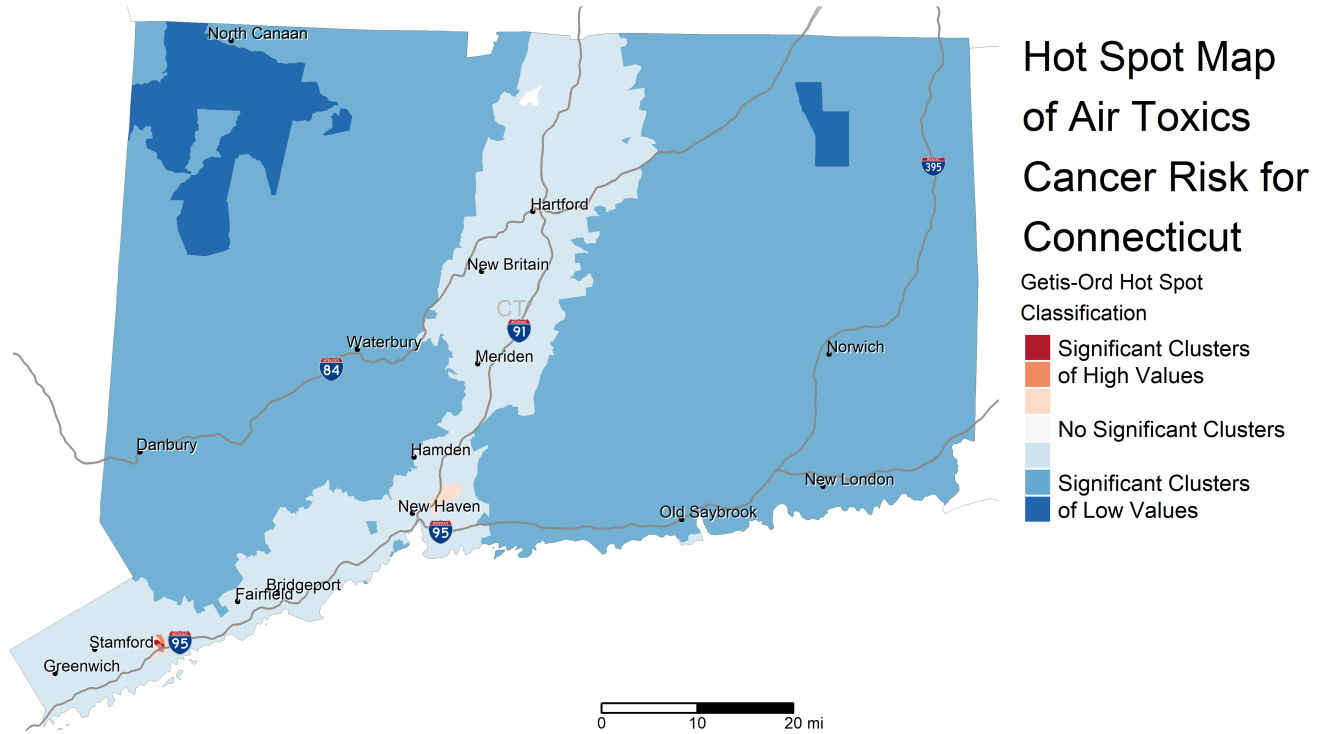 Hot Spot Map
of Air Toxics
Cancer Risk for
Connecticut
Getis-Ord Hot Spot
Classification
Significant Clusters
of High Values
No Significant Clusters
Significant Clusters
of Low Values
North Canaan
395
Hartford
New Britain
CT
91
Waterbury
84
Meriden
Norwich
Danbury
Hamden
New London
New Haven
95
Old Saybrook
Bridgeport
Fairfield
Stamford
95
Greenwich
0 10 20 mi